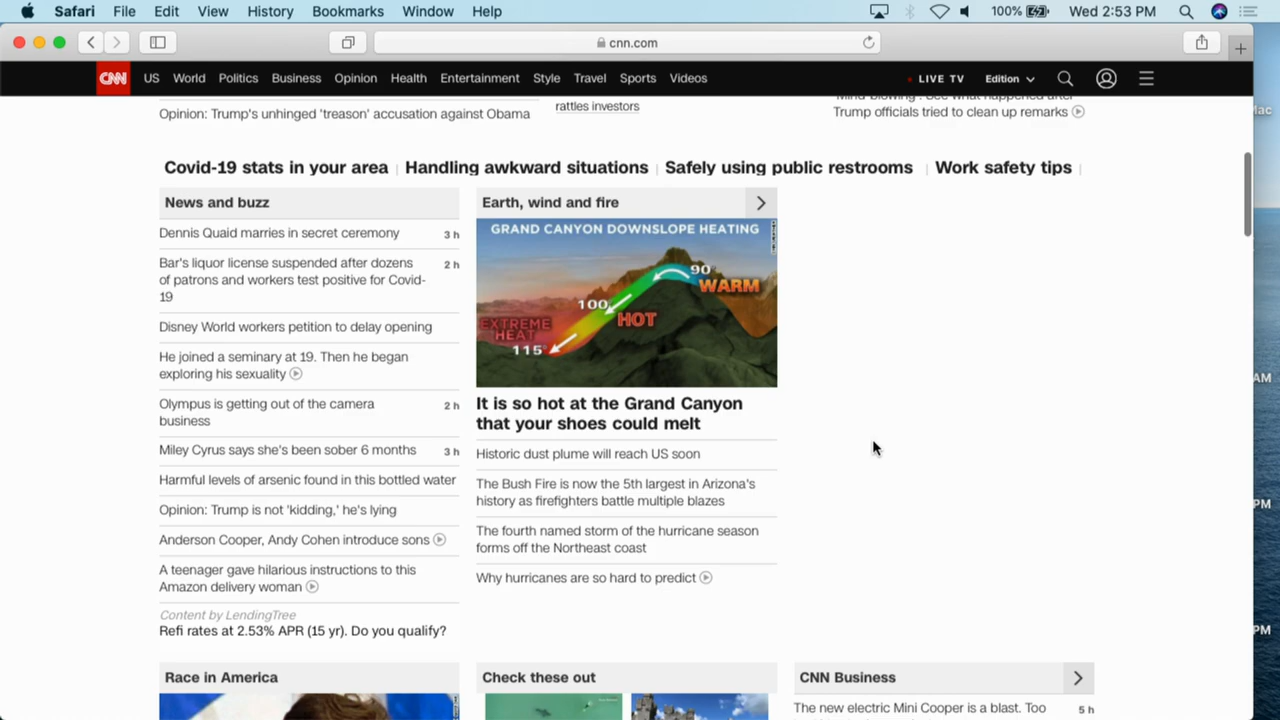 Safari File Edit View History Bookmarks Window Help 100% Wed 2:53 PM
cnn.com
CNN US World Politics Business Opinion Health Entertainment Style Travel Sports Videos LIVE TV Edition
Opinion: Trump's unhinged 'treason' accusation against Obama
rattles investors
'Mind-blowing': See what happened after
Trump officials tried to clean up remarks
Covid-19 stats in your area | Handling awkward situations | Safely using public restrooms | Work safety tips |
News and buzz
Dennis Quaid marries in secret ceremony 3 h
Bar's liquor license suspended after dozens 2 h
of patrons and workers test positive for Covid-
19
Disney World workers petition to delay opening
He joined a seminary at 19. Then he began
exploring his sexuality
Olympus is getting out of the camera 2 h
business
Miley Cyrus says she's been sober 6 months 3 h
Harmful levels of arsenic found in this bottled water
Opinion: Trump is not 'kidding,' he's lying
Anderson Cooper, Andy Cohen introduce sons
A teenager gave hilarious instructions to this
Amazon delivery woman
Content by LendingTree
Refi rates at 2.53% APR (15 yr). Do you qualify?
Earth, wind and fire
GRAND CANYON DOWNSLOPE HEATING
90°
WARM
100°
HOT
EXTREME
HEAT
115°
It is so hot at the Grand Canyon
that your shoes could melt
Historic dust plume will reach US soon
The Bush Fire is now the 5th largest in Arizona's
history as firefighters battle multiple blazes
The fourth named storm of the hurricane season
forms off the Northeast coast
Why hurricanes are so hard to predict
Race in America
Check these out
CNN Business
The new electric Mini Cooper is a blast. Too 5 h
Mac
AM
PM
PM